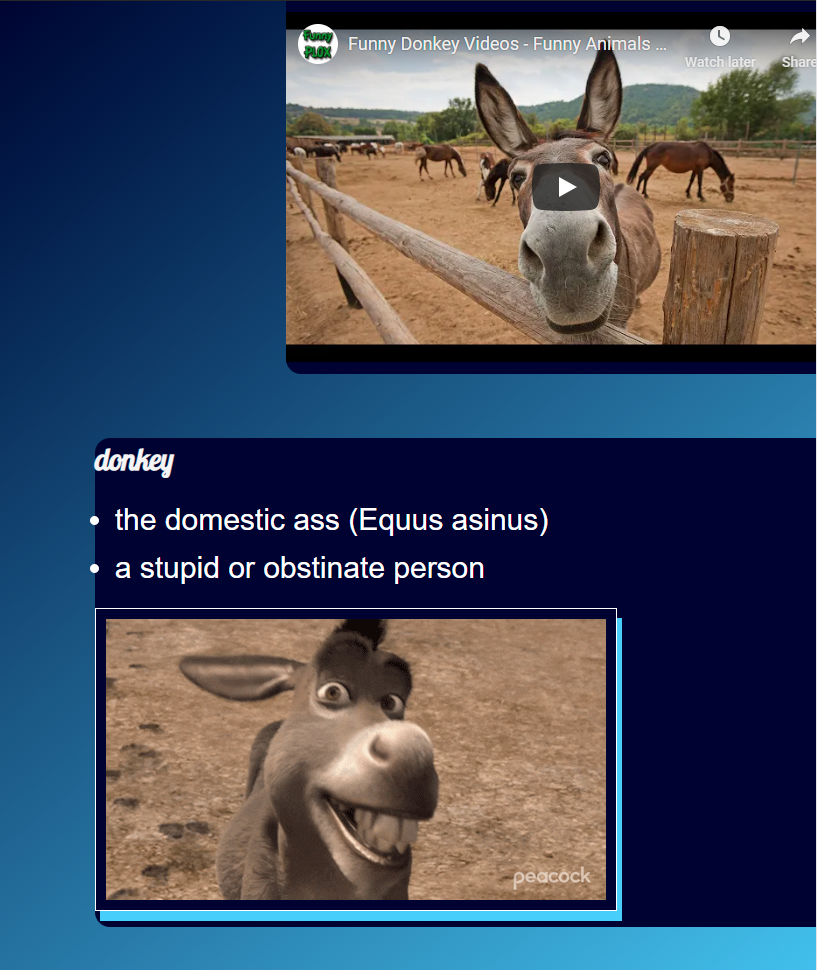 Funny
PLOX
Funny Donkey Videos - Funny Animals ...
Watch later
Share
donkey
the domestic ass (Equus asinus)
a stupid or obstinate person
peacock